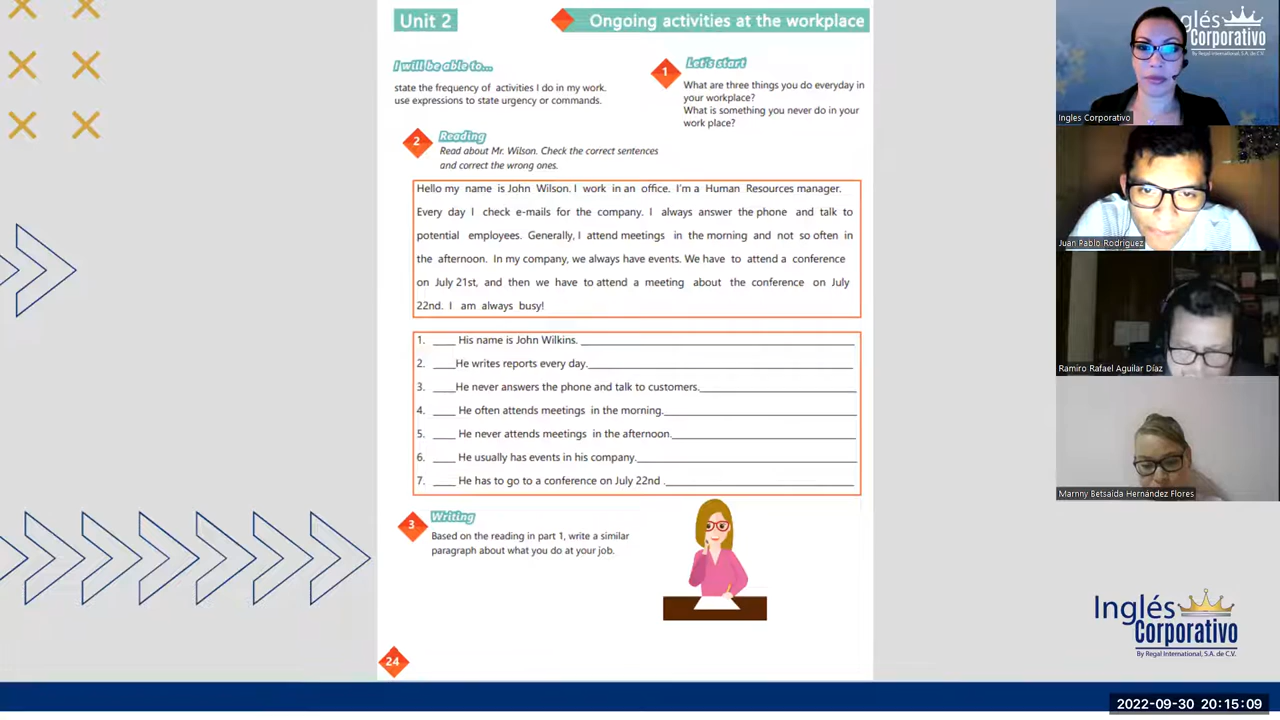 Unit 2
Ongoing activities at the workplace
I will be able to...
state the frequency of activities I do in my work.
use expressions to state urgency or commands.
1
Let's start
What are three things you do everyday in
your workplace?
What is something you never do in your
work place?
2
Reading
Read about Mr. Wilson. Check the correct sentences
and correct the wrong ones.
Hello my name is John Wilson. I work in an office. I'm a Human Resources manager.
Every day I check e-mails for the company. I always answer the phone and talk to
potential employees. Generally, I attend meetings in the morning and not so often in
the afternoon. In my company, we always have events. We have to attend a conference
on July 21st, and then we have to attend a meeting about the conference on July
22nd. I am always busy!
1. ____ His name is John Wilkins. ____
2. ____He writes reports every day.____
3. ____He never answers the phone and talk to customers.____
4. ____ He often attends meetings in the morning.____
5. ____ He never attends meetings in the afternoon.____
6. ____ He usually has events in his company.____
7. ____ He has to go to a conference on July 22nd .____
3
Writing
Based on the reading in part 1, write a similar
paragraph about what you do at your job.
24
Inglés
Corporativo
By Regal International, S.A. de C.V.
Ingles Corporativo
Juan Pablo Rodriguez
Ramiro Rafael Aguilar Díaz
Marnny Betsaida Hernández Flores
Inglés
Corporativo
By Regal International, S.A. de C.V.
2022-09-30 20:15:09